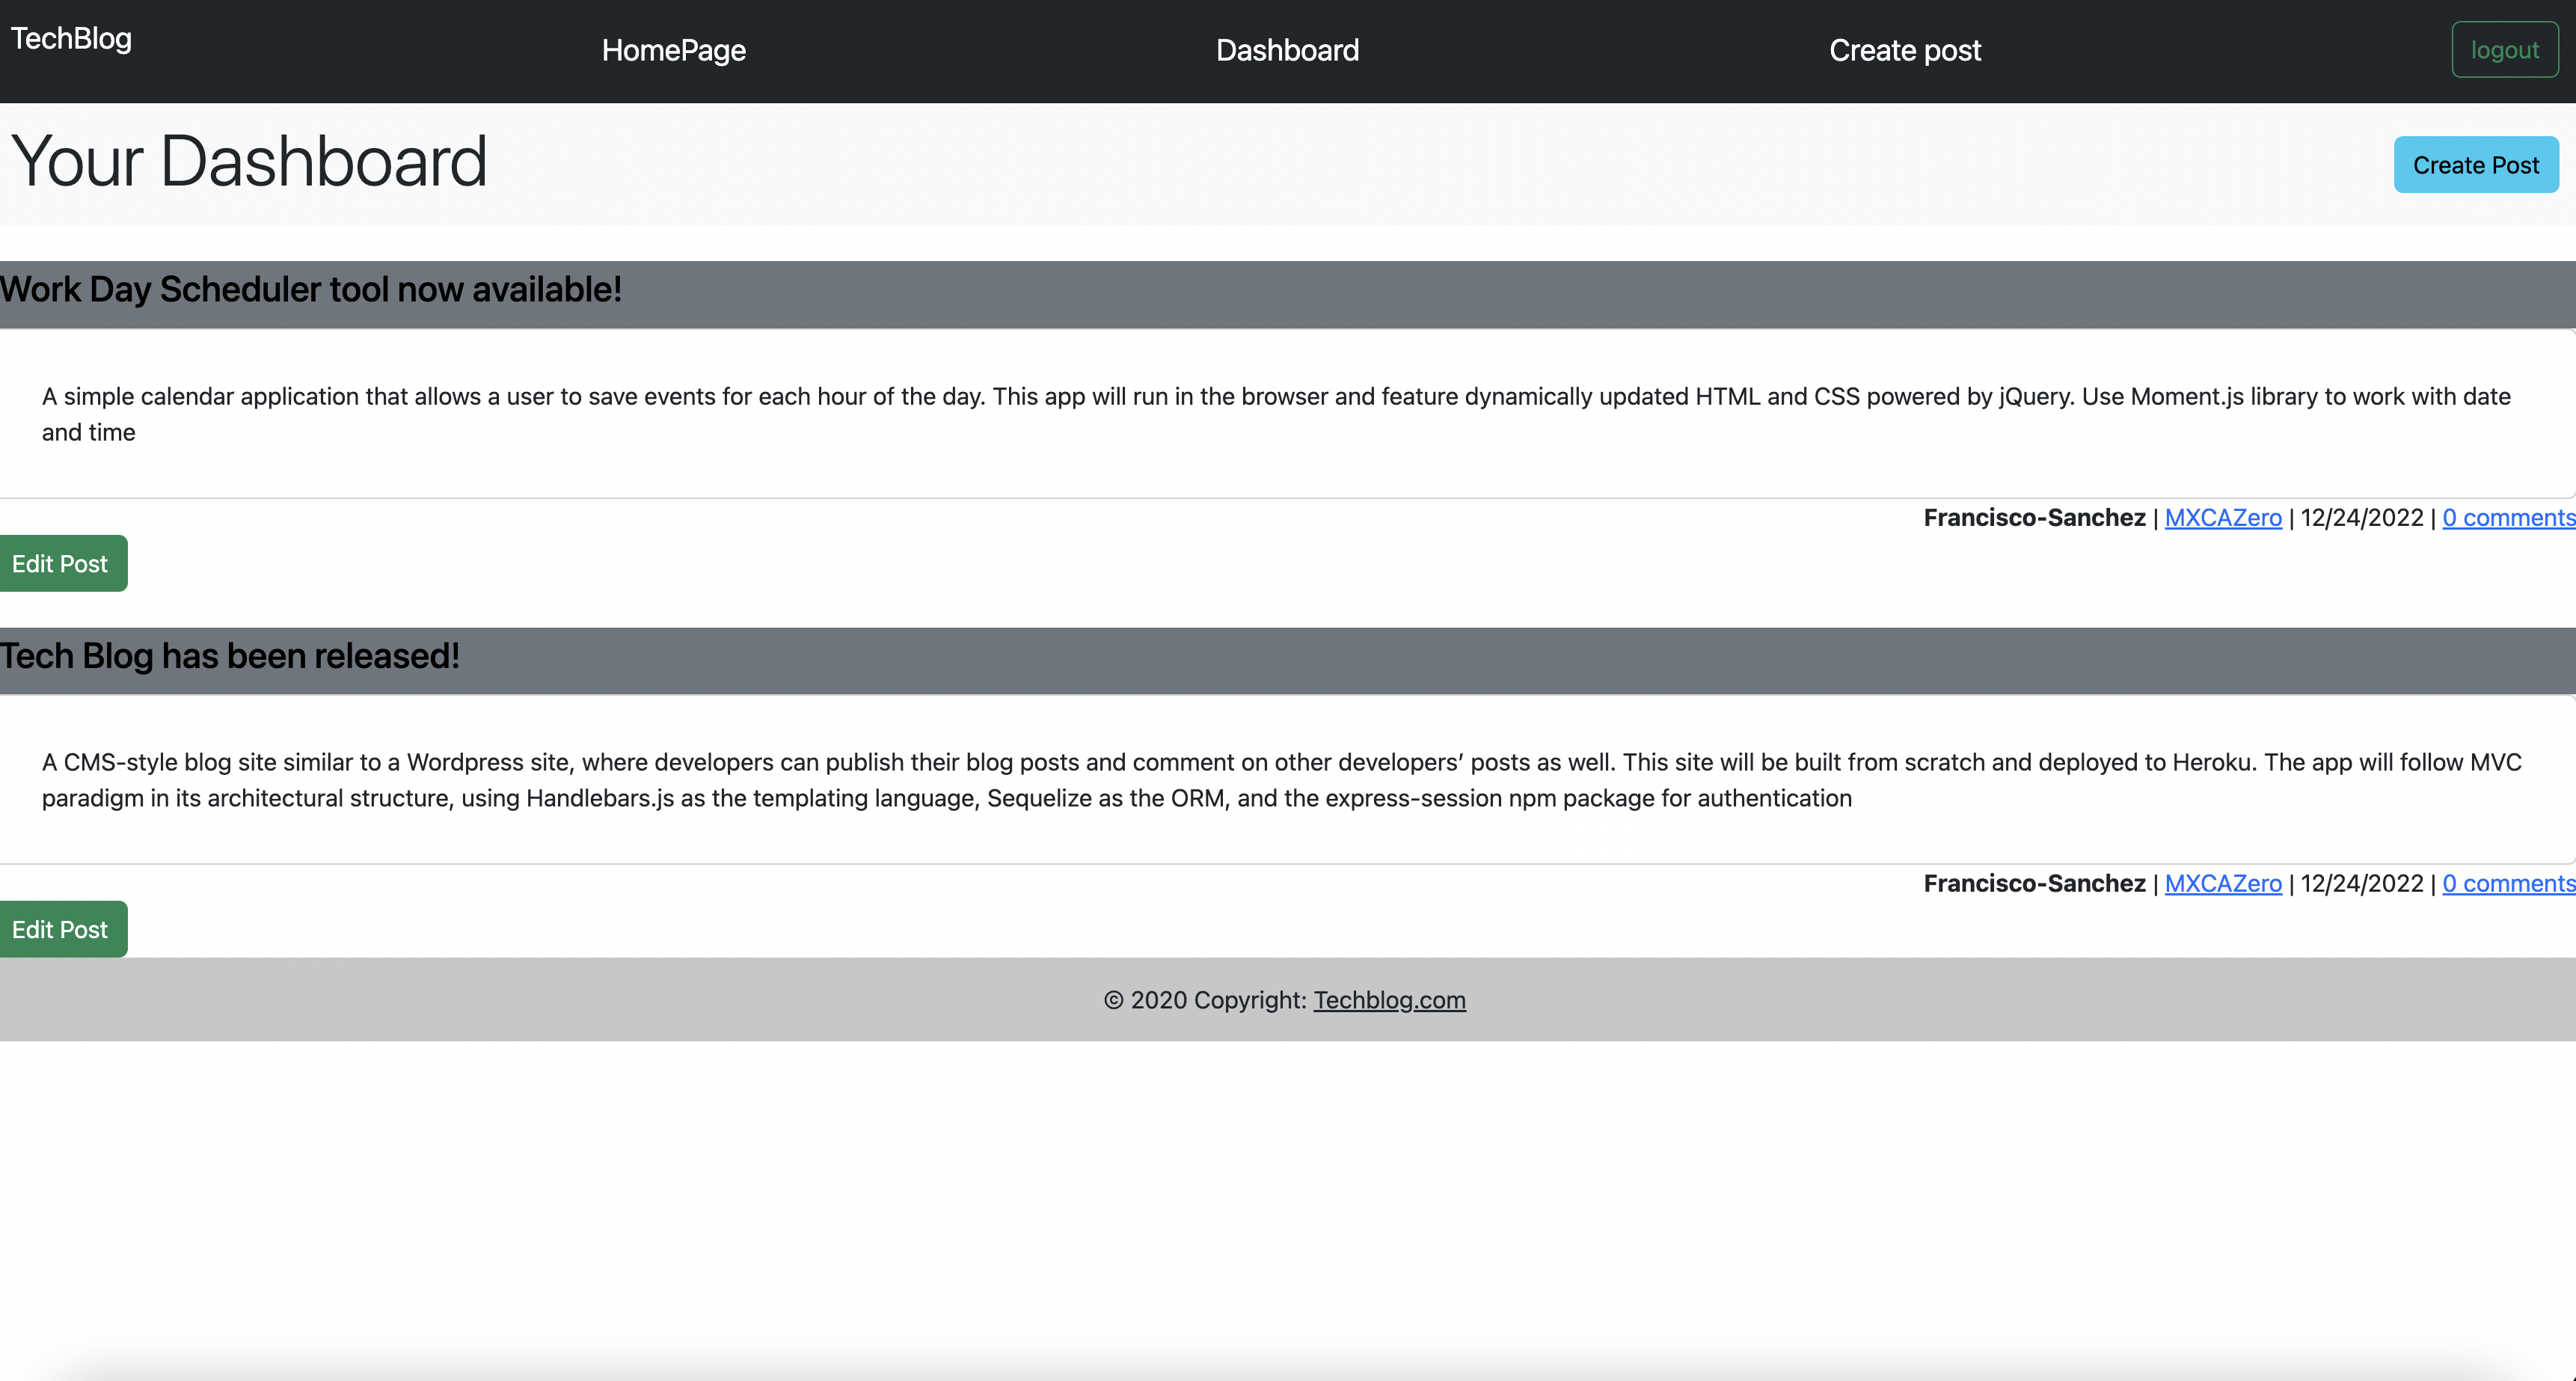 TechBlog
HomePage
Dashboard
Create post
logout
Your Dashboard
Create Post
Work Day Scheduler tool now available!
A simple calendar application that allows a user to save events for each hour of the day. This app will run in the browser and feature dynamically updated HTML and CSS powered by jQuery. Use Moment.js library to work with date
and time
Francisco-Sanchez | MXCAZero | 12/24/2022 | 0 comments
Edit Post
Tech Blog has been released!
A CMS-style blog site similar to a Wordpress site, where developers can publish their blog posts and comment on other developers’ posts as well. This site will be built from scratch and deployed to Heroku. The app will follow MVC
paradigm in its architectural structure, using Handlebars.js as the templating language, Sequelize as the ORM, and the express-session npm package for authentication
Francisco-Sanchez | MXCAZero | 12/24/2022 | 0 comments
Edit Post
© 2020 Copyright: Techblog.com